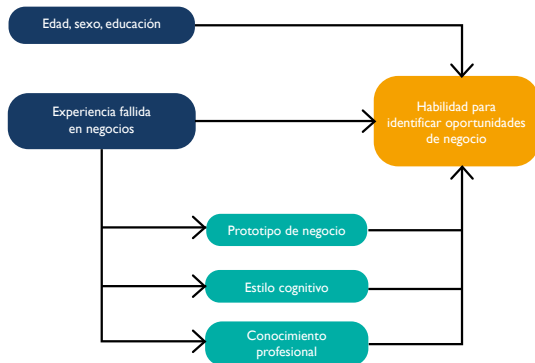 Edad, sexo, educación
Experiencia fallida
en negocios
Habilidad para
identificar oportunidades
de negocio
Prototipo de negocio
Estilo cognitivo
Conocimiento
profesional